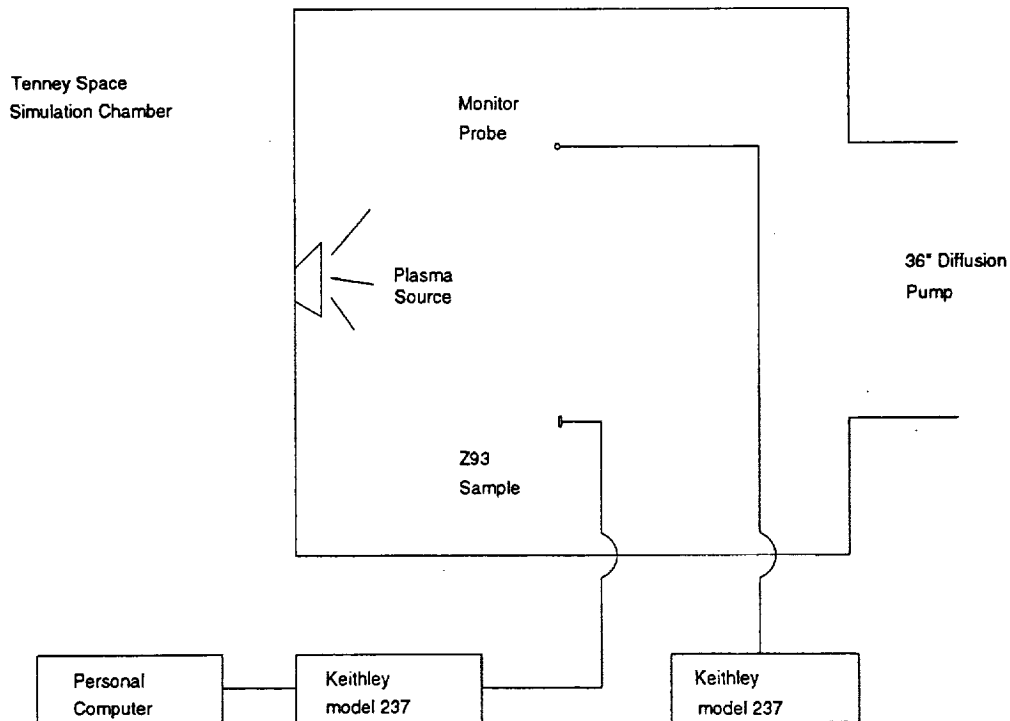 Tenney Space
Simulation Chamber
Monitor
Probe
Plasma
Source
36" Diffusion
Pump
Z93
Sample
Personal
Computer
Keithley
model 237
Keithley
model 237